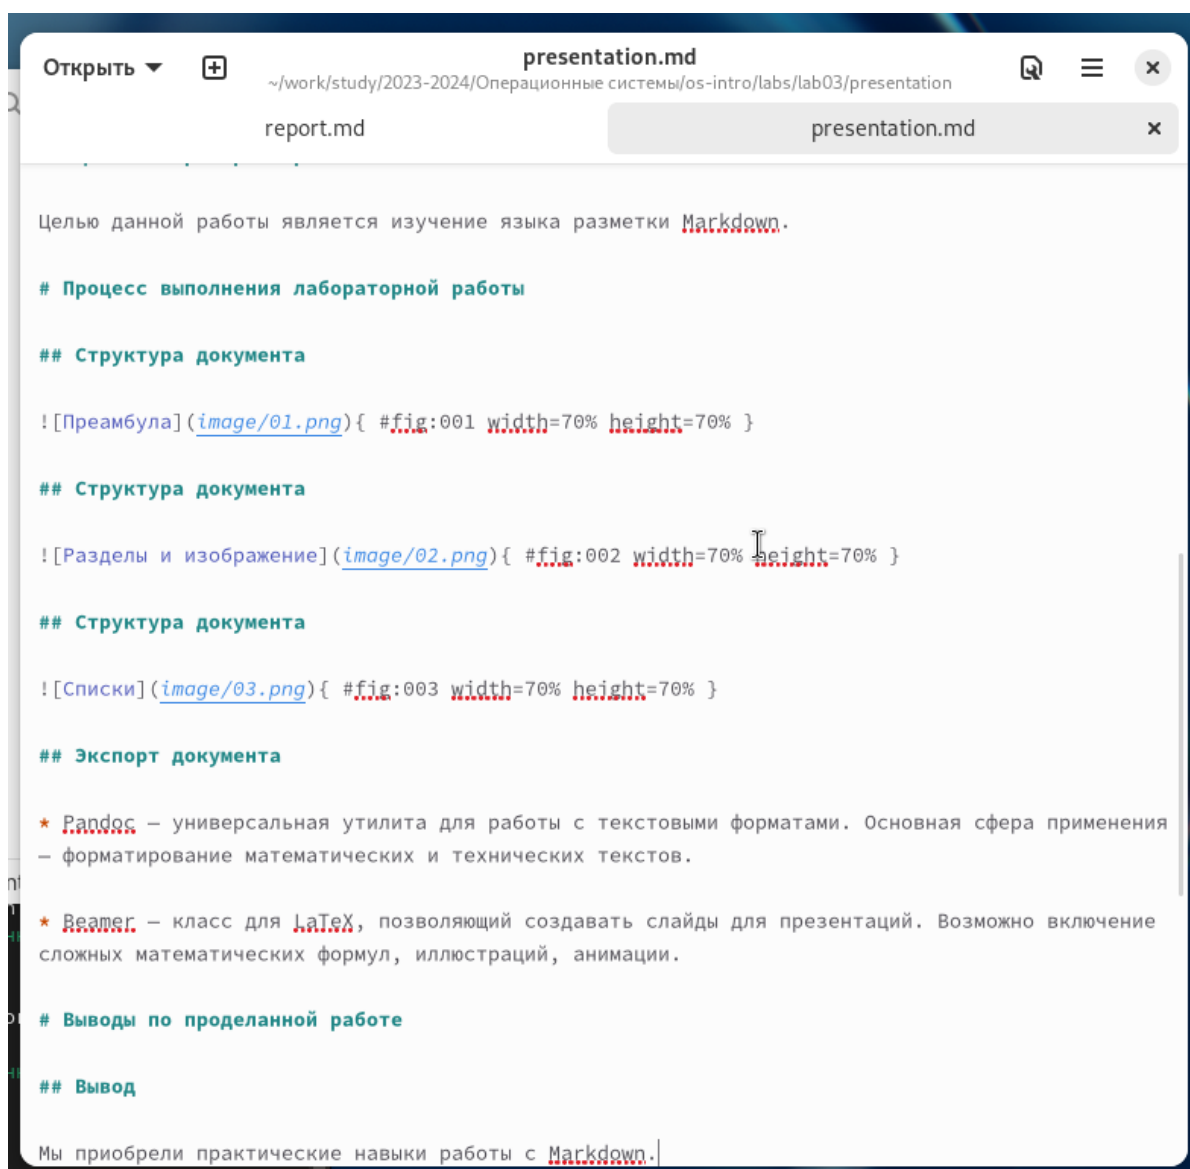 Открыть
presentation.md
~/work/study/2023-2024/Операционные системы/os-intro/labs/lab03/presentation
report.md
presentation.md
Целью данной работы является изучение языка разметки Markdown.
# Процесс выполнения лабораторной работы
## Структура документа
![Преамбула](image/01.png){ #fig:001 width=70% height=70% }
## Структура документа
![Разделы и изображение](image/02.png){ #fig:002 width=70% height=70% }
## Структура документа
![Списки](image/03.png){ #fig:003 width=70% height=70% }
## Экспорт документа
* Pandoc — универсальная утилита для работы с текстовыми форматами. Основная сфера применения
— форматирование математических и технических текстов.
* Beamer — класс для LaTeX, позволяющий создавать слайды для презентаций. Возможно включение
сложных математических формул, иллюстраций, анимации.
# Выводы по проделанной работе
## Вывод
Мы приобрели практические навыки работы с Markdown.